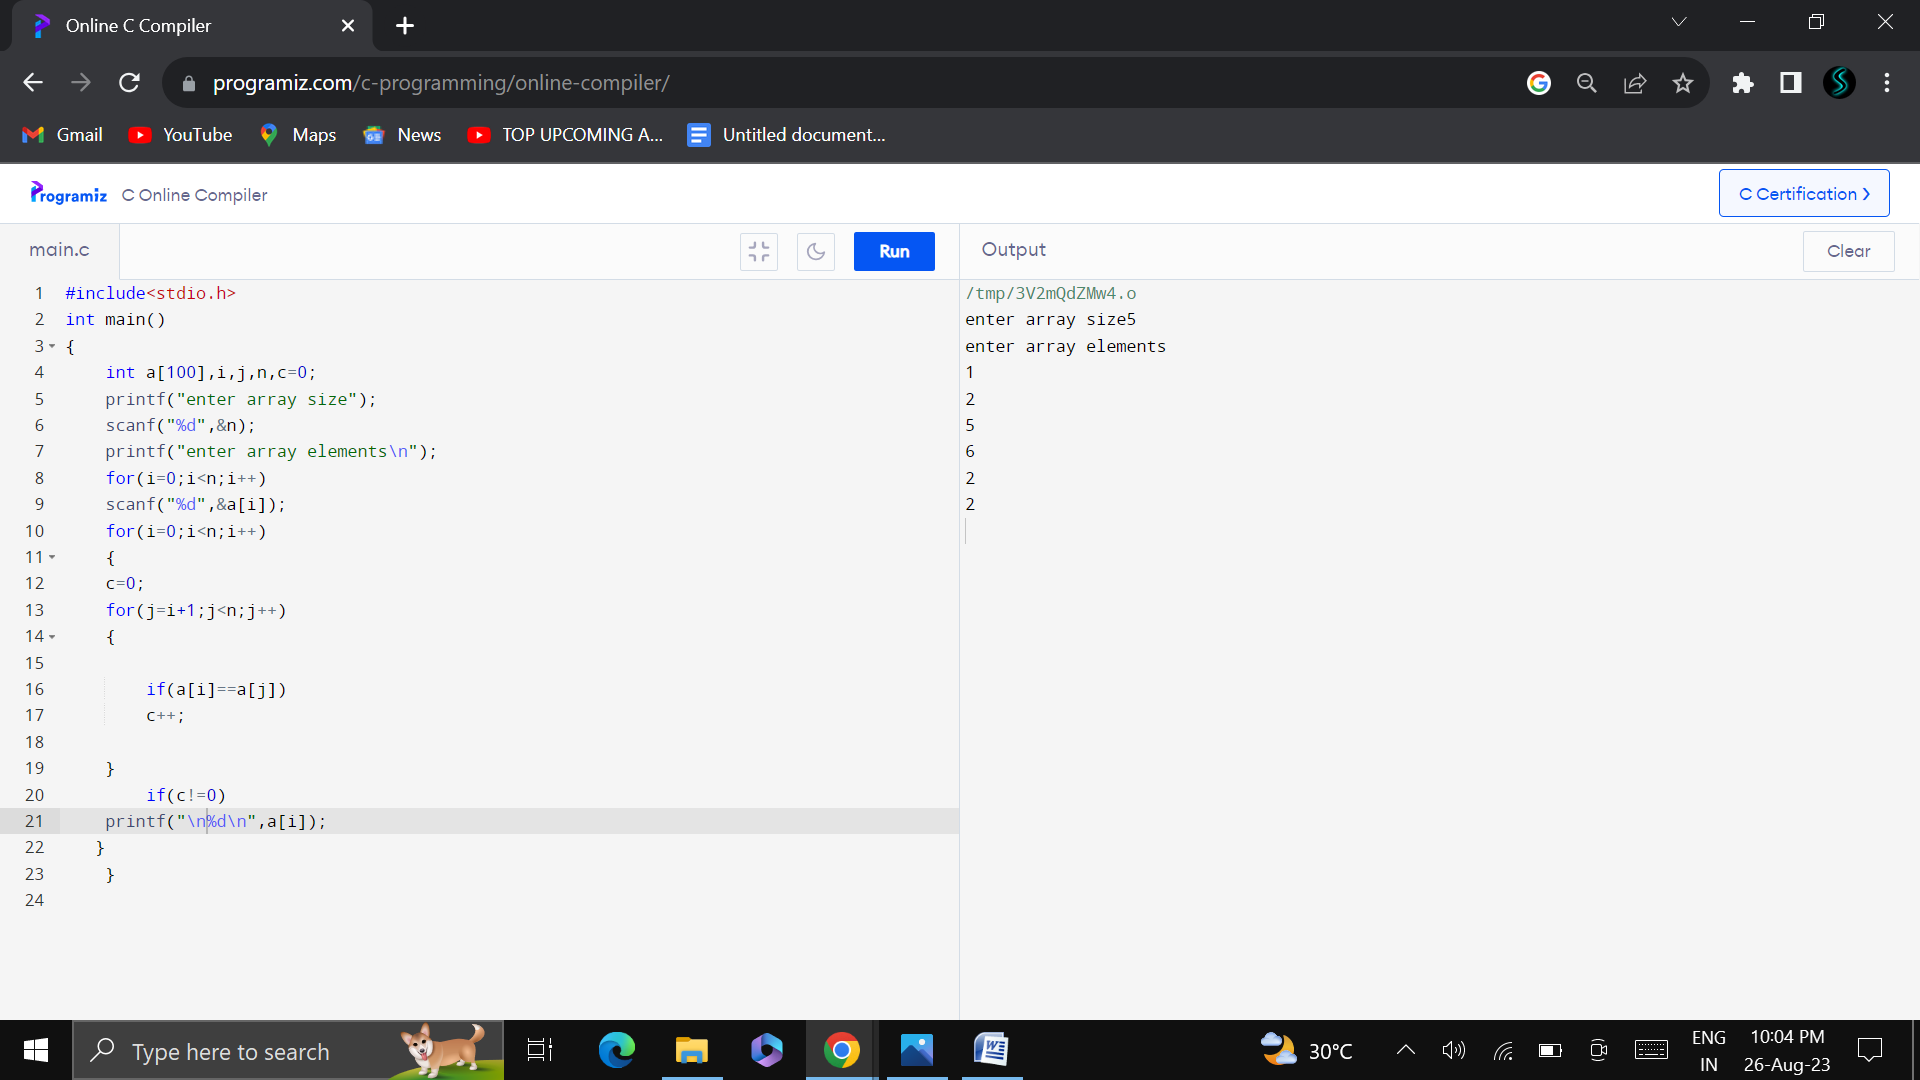 Online C Compiler
programiz.com/c-programming/online-compiler/
Gmail YouTube Maps News TOP UPCOMING A... Untitled document...
Programiz C Online Compiler C Certification >
main.c Run
1 #include<stdio.h>
2 int main()
3 {
4 int a[100],i,j,n,c=0;
5 printf("enter array size");
6 scanf("%d",&n);
7 printf("enter array elements\n");
8 for(i=0;i<n;i++)
9 scanf("%d",&a[i]);
10 for(i=0;i<n;i++)
11 {
12 c=0;
13 for(j=i+1;j<n;j++)
14 {
15
16 if(a[i]==a[j])
17 c++;
18
19 }
20 if(c!=0)
21 printf("\n%d\n",a[i]);
22 }
23 }
24
Output Clear
/tmp/3V2mQdZMw4.o
enter array size5
enter array elements
1
2
5
6
2
2
Type here to search
30°C
ENG
IN
10:04 PM
26-Aug-23